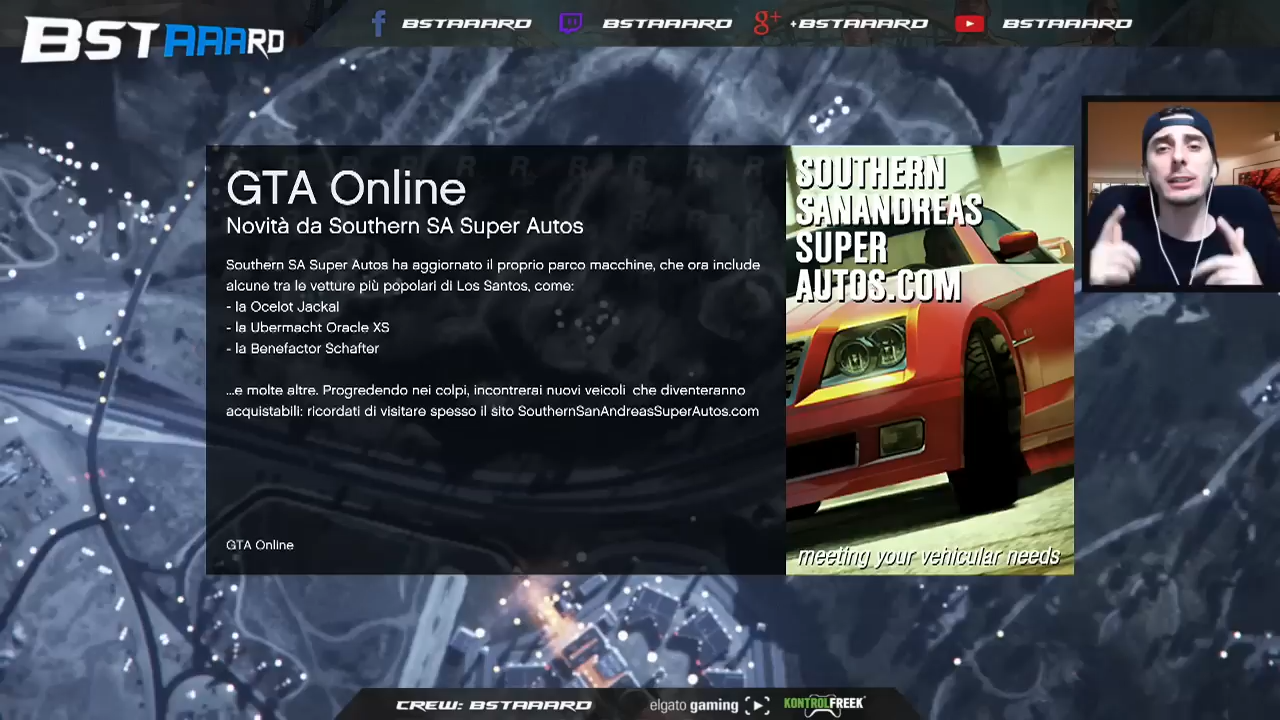 BSTAAARD
BSTAAARD BSTAAARD g+ +BSTAAARD BSTAAARD
GTA Online
Novità da Southern SA Super Autos
Southern SA Super Autos ha aggiornato il proprio parco macchine, che ora include
alcune tra le vetture più popolari di Los Santos, come:
- la Ocelot Jackal
- la Ubermacht Oracle XS
- la Benefactor Schafter
...e molte altre. Progredendo nei colpi, incontrerai nuovi veicoli che diventeranno
acquistabili: ricordati di visitare spesso il sito SouthernSanAndreasSuperAutos.com
GTA Online
SOUTHERN
SANANDREAS
SUPER
AUTOS.COM
meeting your vehicular needs
CREW: BSTAAARD elgato gaming KONTROLFREEK